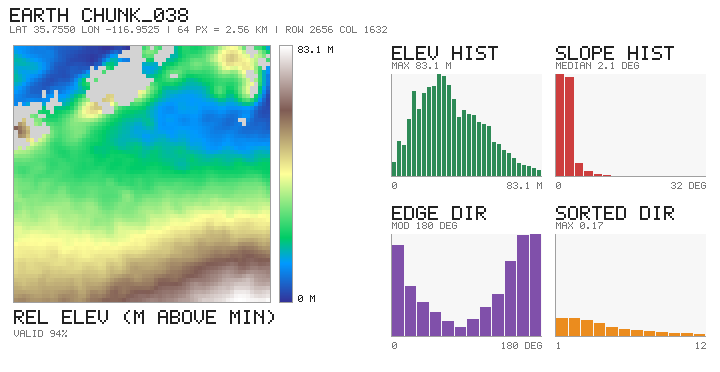 EARTH CHUNK_038
LAT 35.7550 LON -116.9525 | 64 PX = 2.56 KM | ROW 2656 COL 1632
83.1 M
0 M
REL ELEV (M ABOVE MIN)
VALID 94%
ELEV HIST
MAX 83.1 M
0 83.1 M
SLOPE HIST
MEDIAN 2.1 DEG
0 32 DEG
EDGE DIR
MOD 180 DEG
0 180 DEG
SORTED DIR
MAX 0.17
1 12